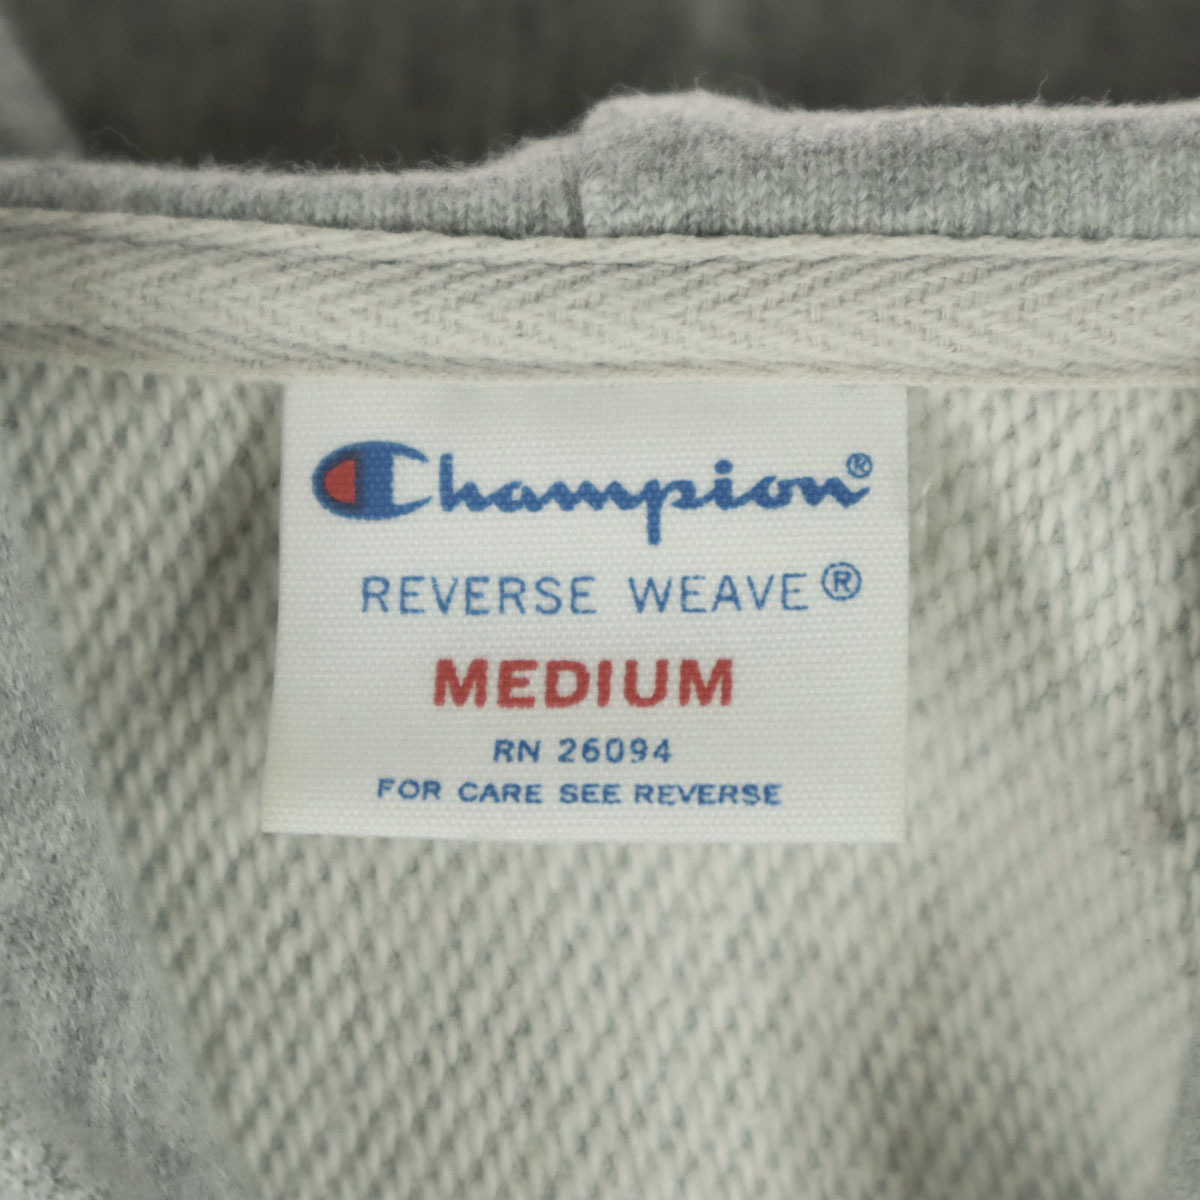 Champion®
REVERSE WEAVE®
MEDIUM
RN 26094
FOR CARE SEE REVERSE